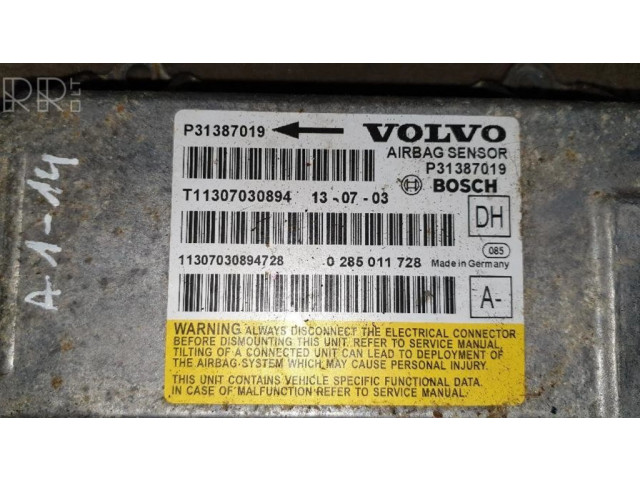 RRR.LT
P31387019 VOLVO
AIRBAG SENSOR
P31387019
BOSCH
T11307030894 13-07-03
DH
11307030894728 0 285 011 728 Made in Germany
085
A-
WARNING ALWAYS DISCONNECT THE ELECTRICAL CONNECTOR
BEFORE DISMOUNTING THIS UNIT. REFER TO SERVICE MANUAL,
TILTING OF A CONNECTED UNIT CAN LEAD TO DEPLOYMENT OF
THE AIRBAG-SYSTEM WHICH MAY CAUSE PERSONAL INJURY.
THIS UNIT CONTAINS VEHICLE SPECIFIC FUNCTIONAL DATA.
IN CASE OF MALFUNCTION REFER TO SERVICE MANUAL.
A-1-14